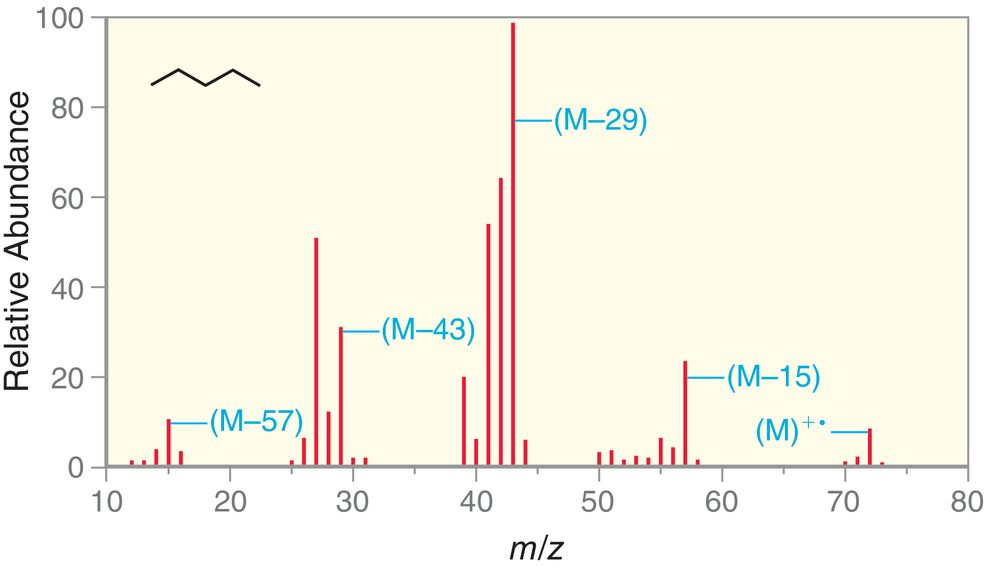 100
80
60
40
20
0
Relative Abundance
(M–29)
(M–43)
(M–57)
(M–15)
(M)+•
10 20 30 40 50 60 70 80
m/z